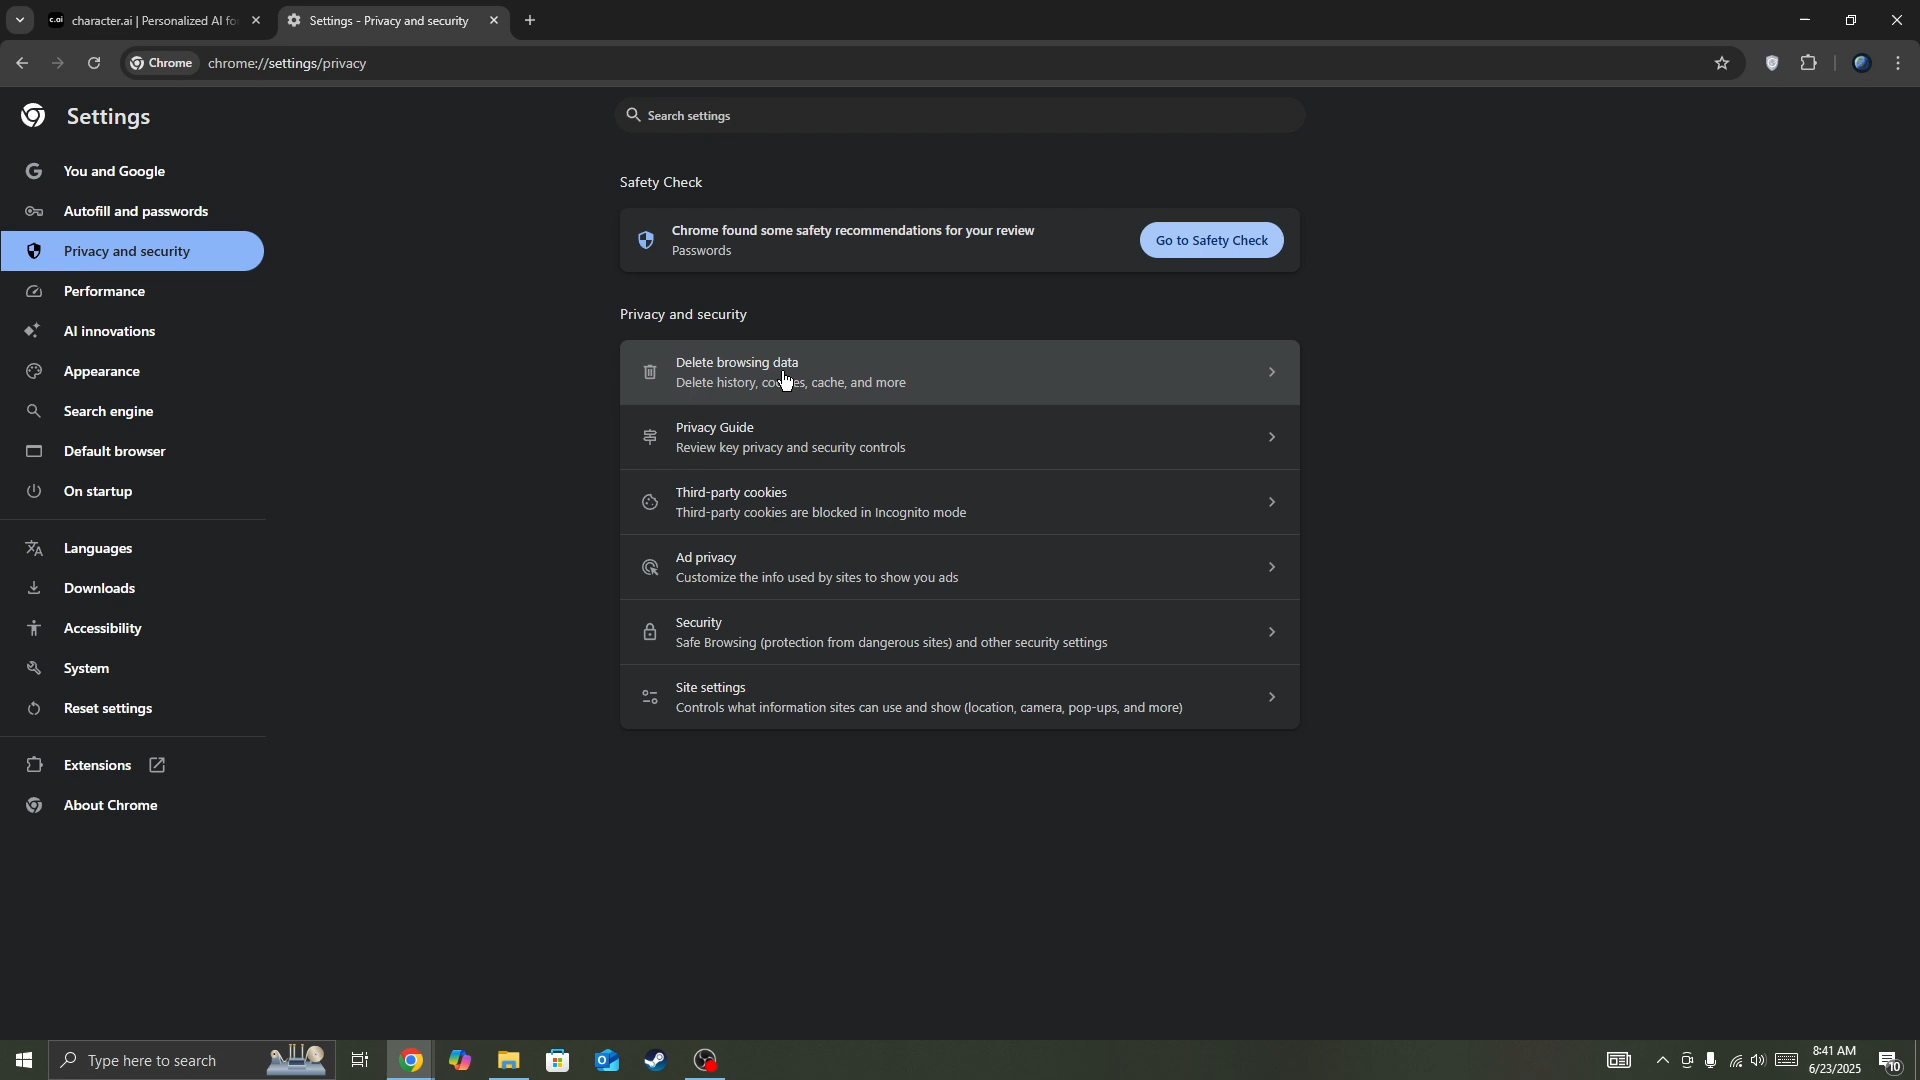 c.ai character.ai | Personalized AI fo
Settings - Privacy and security
Chrome chrome://settings/privacy
Settings
Search settings
You and Google
Autofill and passwords
Privacy and security
Performance
AI innovations
Appearance
Search engine
Default browser
On startup
Languages
Downloads
Accessibility
System
Reset settings
Extensions
About Chrome
Safety Check
Chrome found some safety recommendations for your review
Passwords
Go to Safety Check
Privacy and security
Delete browsing data
Delete history, cookies, cache, and more
Privacy Guide
Review key privacy and security controls
Third-party cookies
Third-party cookies are blocked in Incognito mode
Ad privacy
Customize the info used by sites to show you ads
Security
Safe Browsing (protection from dangerous sites) and other security settings
Site settings
Controls what information sites can use and show (location, camera, pop-ups, and more)
Type here to search
8:41 AM
6/23/2025
10